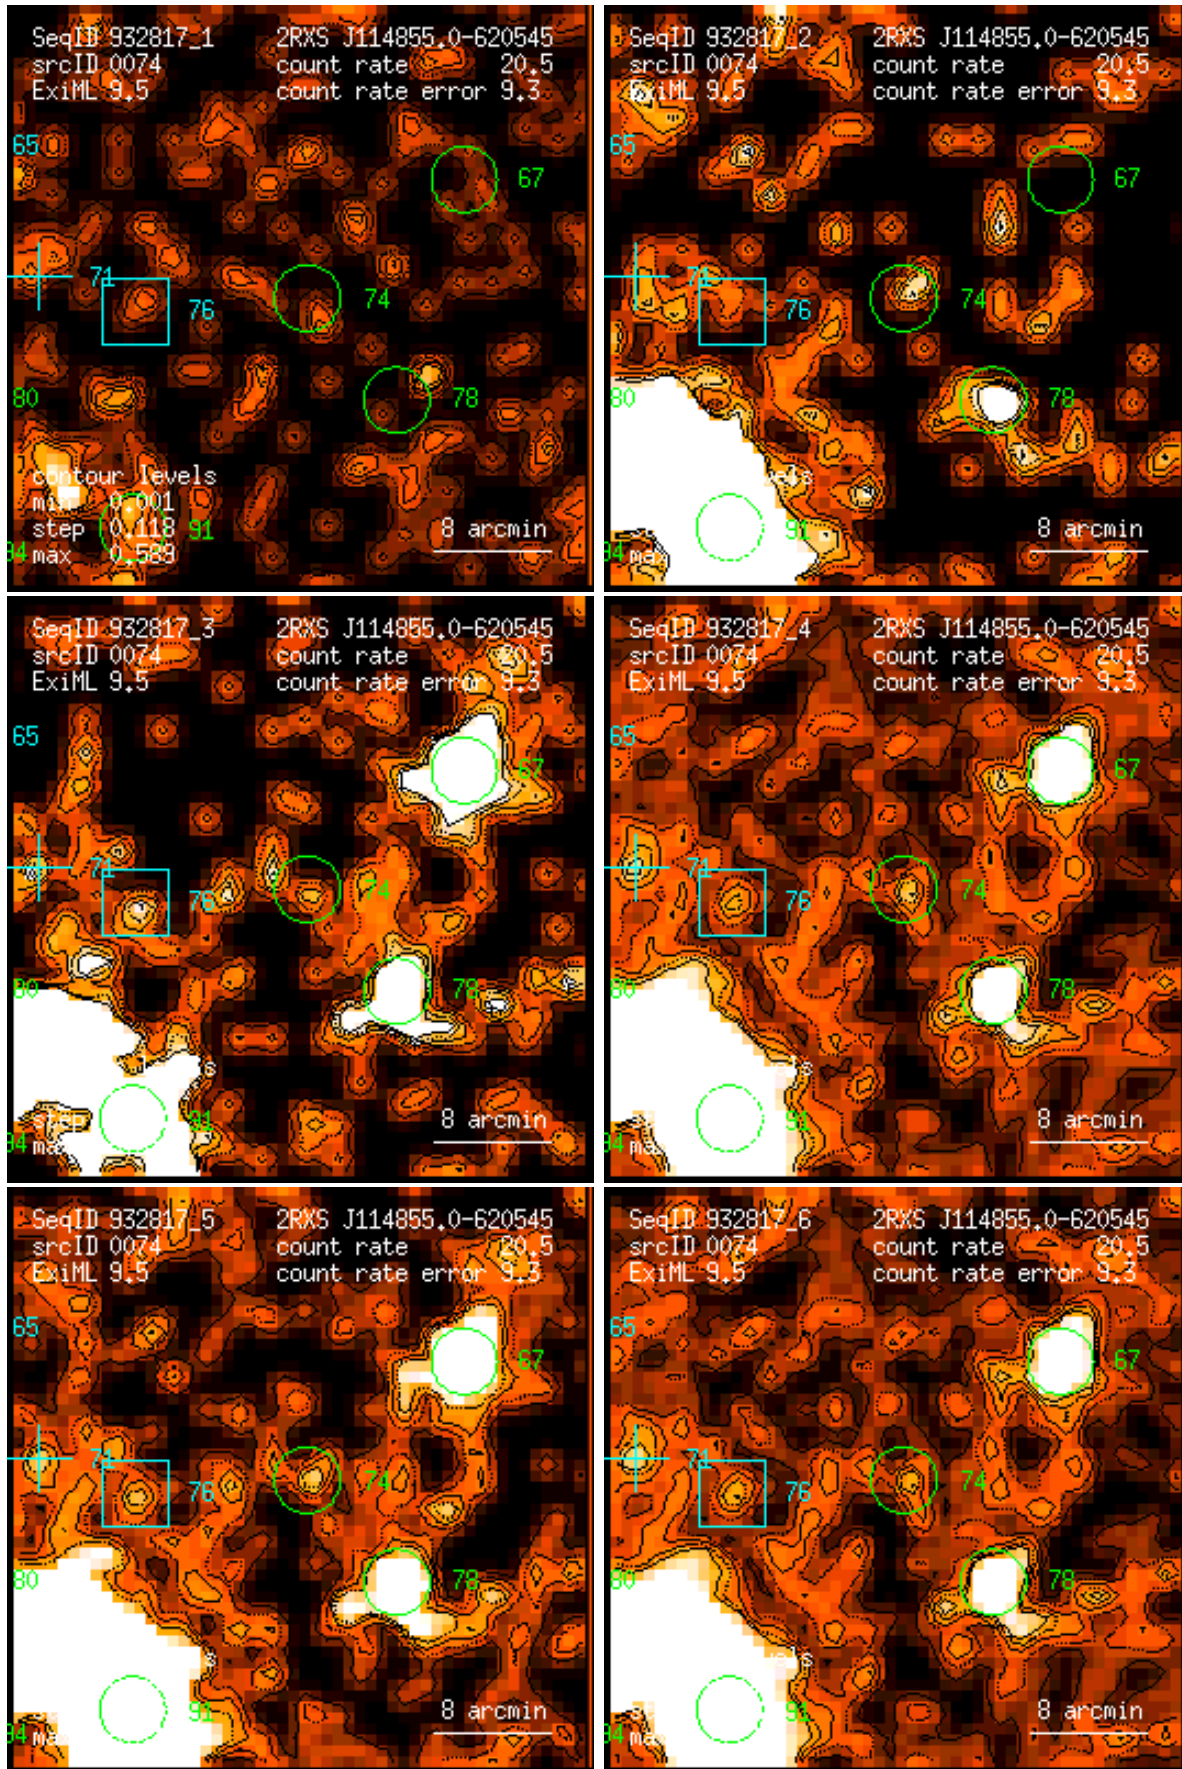 SeqID 932817_1 2RXS J114855.0-620545
srcID 0074 count rate 20.5
ExiML 9.5 count rate error 9.3
65
67
71
76
74
80
78
contour levels
min 0.001
step 0.118
91
8 arcmin
94
max 0.589
SeqID 932817_2 2RXS J114855.0-620545
srcID 0074 count rate 20.5
ExiML 9.5 count rate error 9.3
65
67
71
76
74
80
78
91
8 arcmin
94
SeqID 932817_3 2RXS J114855.0-620545
srcID 0074 count rate 20.5
ExiML 9.5 count rate error 9.3
65
67
71
76
74
80
78
step
91
8 arcmin
94
SeqID 932817_4 2RXS J114855.0-620545
srcID 0074 count rate 20.5
ExiML 9.5 count rate error 9.3
65
67
71
76
74
80
78
91
8 arcmin
94
SeqID 932817_5 2RXS J114855.0-620545
srcID 0074 count rate 20.5
ExiML 9.5 count rate error 9.3
65
67
71
76
74
80
78
91
8 arcmin
94
SeqID 932817_6 2RXS J114855.0-620545
srcID 0074 count rate 20.5
ExiML 9.5 count rate error 9.3
65
67
71
76
74
80
78
91
8 arcmin
94